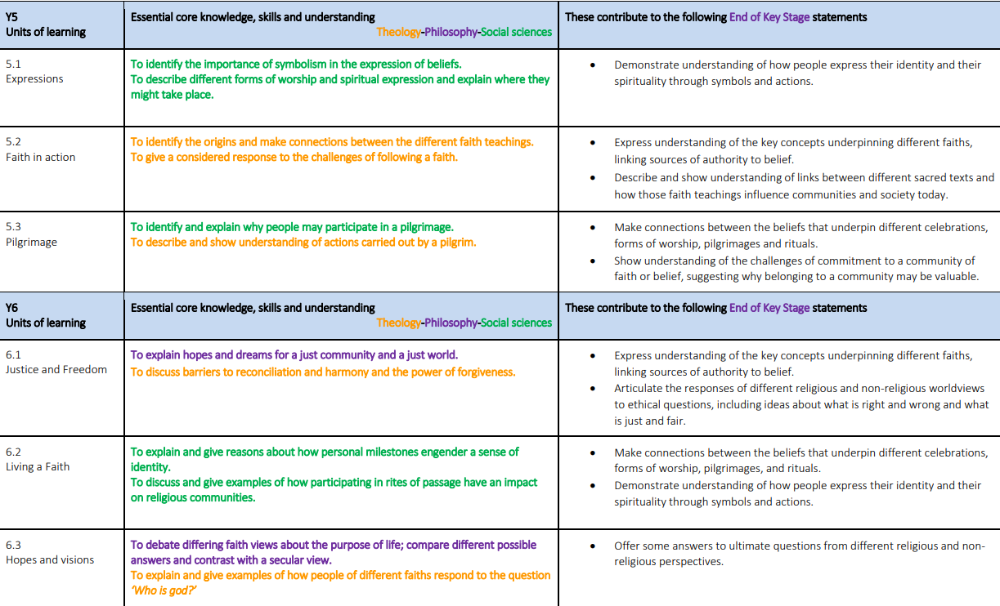 Y5
Units of learning
Essential core knowledge, skills and understanding
Theology-Philosophy-Social sciences
These contribute to the following End of Key Stage statements
5.1
Expressions
To identify the importance of symbolism in the expression of beliefs.
To describe different forms of worship and spiritual expression and explain where they
might take place.
• Demonstrate understanding of how people express their identity and their
spirituality through symbols and actions.
5.2
Faith in action
To identify the origins and make connections between the different faith teachings.
To give a considered response to the challenges of following a faith.
• Express understanding of the key concepts underpinning different faiths,
linking sources of authority to belief.
• Describe and show understanding of links between different sacred texts and
how those faith teachings influence communities and society today.
5.3
Pilgrimage
To identify and explain why people may participate in a pilgrimage.
To describe and show understanding of actions carried out by a pilgrim.
• Make connections between the beliefs that underpin different celebrations,
forms of worship, pilgrimages and rituals.
• Show understanding of the challenges of commitment to a community of
faith or belief, suggesting why belonging to a community may be valuable.
Y6
Units of learning
Essential core knowledge, skills and understanding
Theology-Philosophy-Social sciences
These contribute to the following End of Key Stage statements
6.1
Justice and Freedom
To explain hopes and dreams for a just community and a just world.
To discuss barriers to reconciliation and harmony and the power of forgiveness.
• Express understanding of the key concepts underpinning different faiths,
linking sources of authority to belief.
• Articulate the responses of different religious and non-religious worldviews
to ethical questions, including ideas about what is right and wrong and what
is just and fair.
6.2
Living a Faith
To explain and give reasons about how personal milestones engender a sense of
identity.
To discuss and give examples of how participating in rites of passage have an impact
on religious communities.
• Make connections between the beliefs that underpin different celebrations,
forms of worship, pilgrimages, and rituals.
• Demonstrate understanding of how people express their identity and their
spirituality through symbols and actions.
6.3
Hopes and visions
To debate differing faith views about the purpose of life; compare different possible
answers and contrast with a secular view.
To explain and give examples of how people of different faiths respond to the question
‘Who is god?’
• Offer some answers to ultimate questions from different religious and non-
religious perspectives.